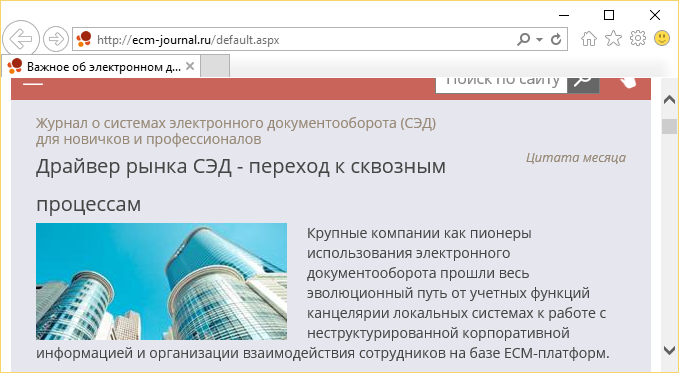 http://ecm-journal.ru/default.aspx
Важное об электронном д...
Поиск по сайту
Журнал о системах электронного документооборота (СЭД)
для новичков и профессионалов
Цитата месяца
Драйвер рынка СЭД - переход к сквозным
процессам
Крупные компании как пионеры
использования электронного
документооборота прошли весь
эволюционный путь от учетных функций
канцелярии локальных системах к работе с
неструктурированной корпоративной
информацией и организации взаимодействия сотрудников на базе ECM-платформ.